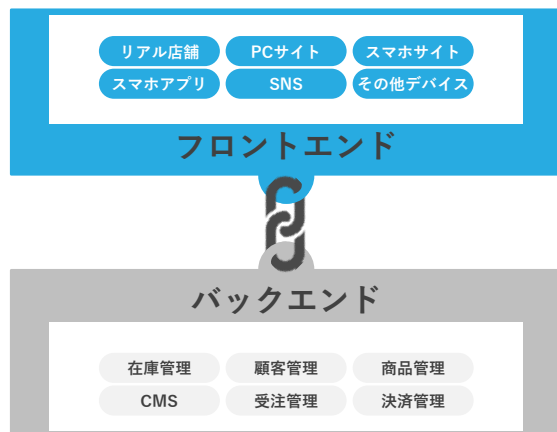 リアル店舗 PCサイト スマホサイト
スマホアプリ SNS その他デバイス
フロントエンド
バックエンド
在庫管理 顧客管理 商品管理
CMS 受注管理 決済管理